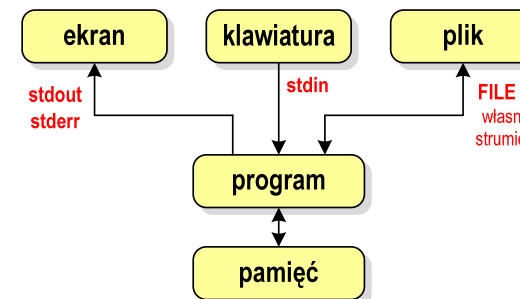 ekran
klawiatura
plik
stdout
stderr
stdin
FILE
program
pamięć